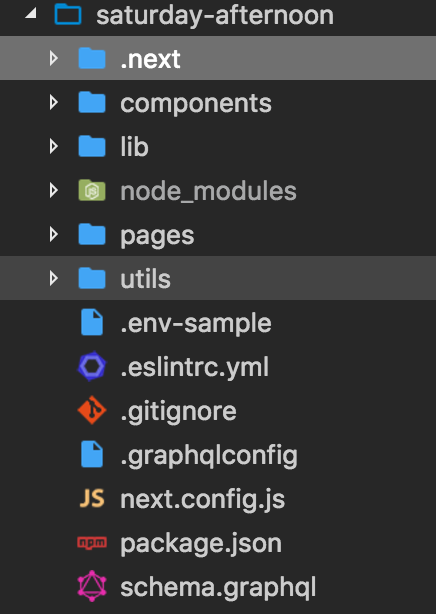 saturday-afternoon
.next
components
lib
node_modules
pages
utils
.env-sample
.eslintrc.yml
.gitignore
.graphqlconfig
JS next.config.js
npm package.json
schema.graphql